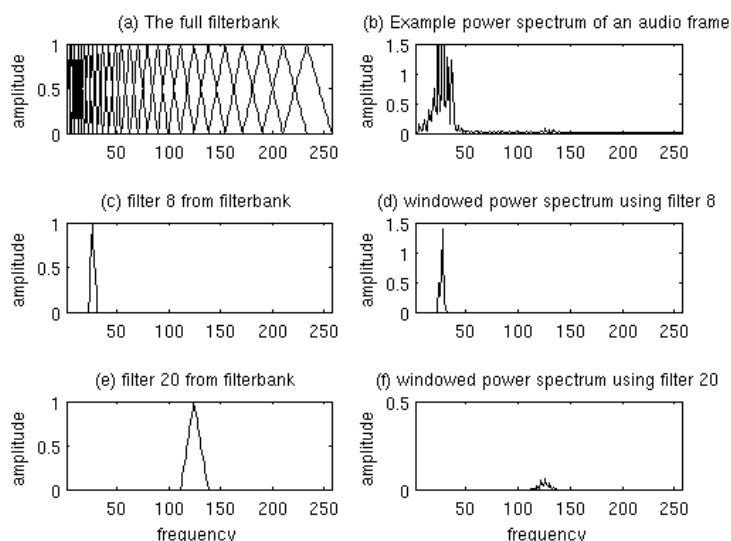 (a) The full filterbank
amplitude
1
0.5
0
50 100 150 200 250
(b) Example power spectrum of an audio frame
amplitude
1.5
1
0.5
0
50 100 150 200 250
(c) filter 8 from filterbank
amplitude
1
0.5
0
50 100 150 200 250
(d) windowed power spectrum using filter 8
amplitude
1.5
1
0.5
0
50 100 150 200 250
(e) filter 20 from filterbank
amplitude
1
0.5
0
50 100 150 200 250
frequency
(f) windowed power spectrum using filter 20
amplitude
0.5
0
50 100 150 200 250
frequency